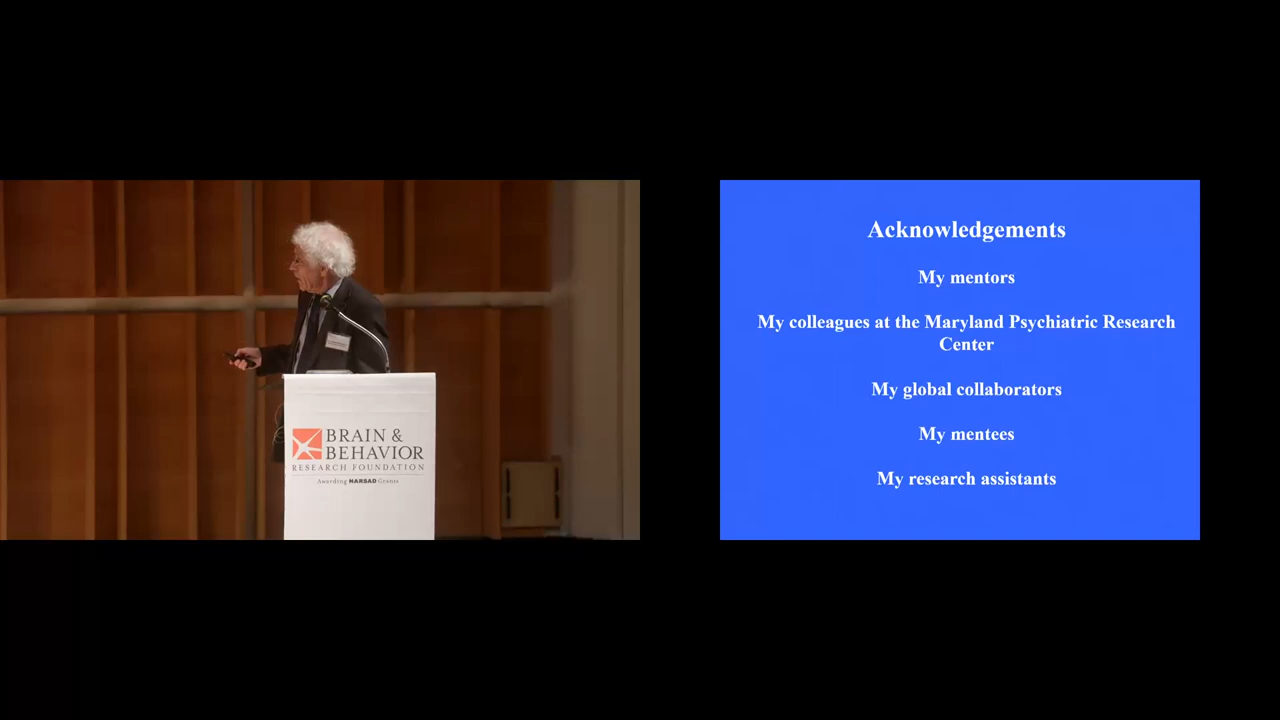 BRAIN &
BEHAVIOR
RESEARCH FOUNDATION
Awarding NARSAD Grants
Acknowledgements
My mentors
My colleagues at the Maryland Psychiatric Research
Center
My global collaborators
My mentees
My research assistants